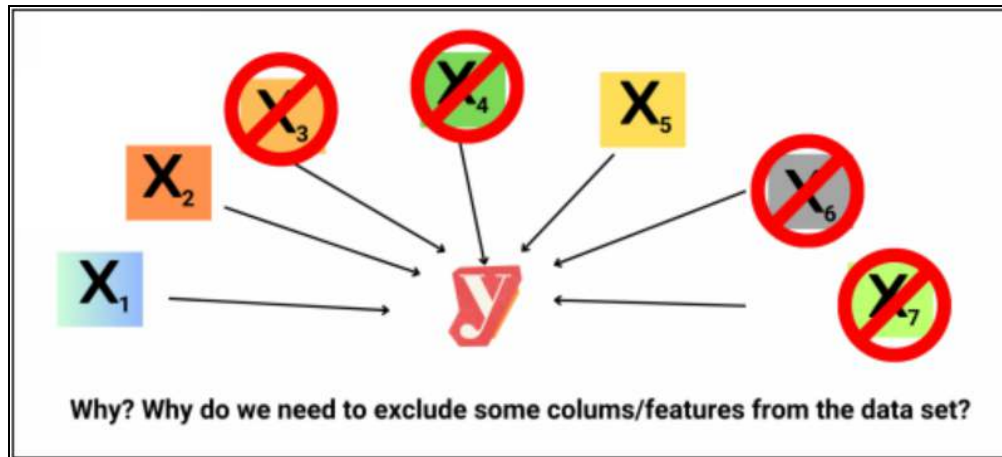 X3
X4
X5
X2
X6
X1
X7
y
Why? Why do we need to exclude some colums/features from the data set?